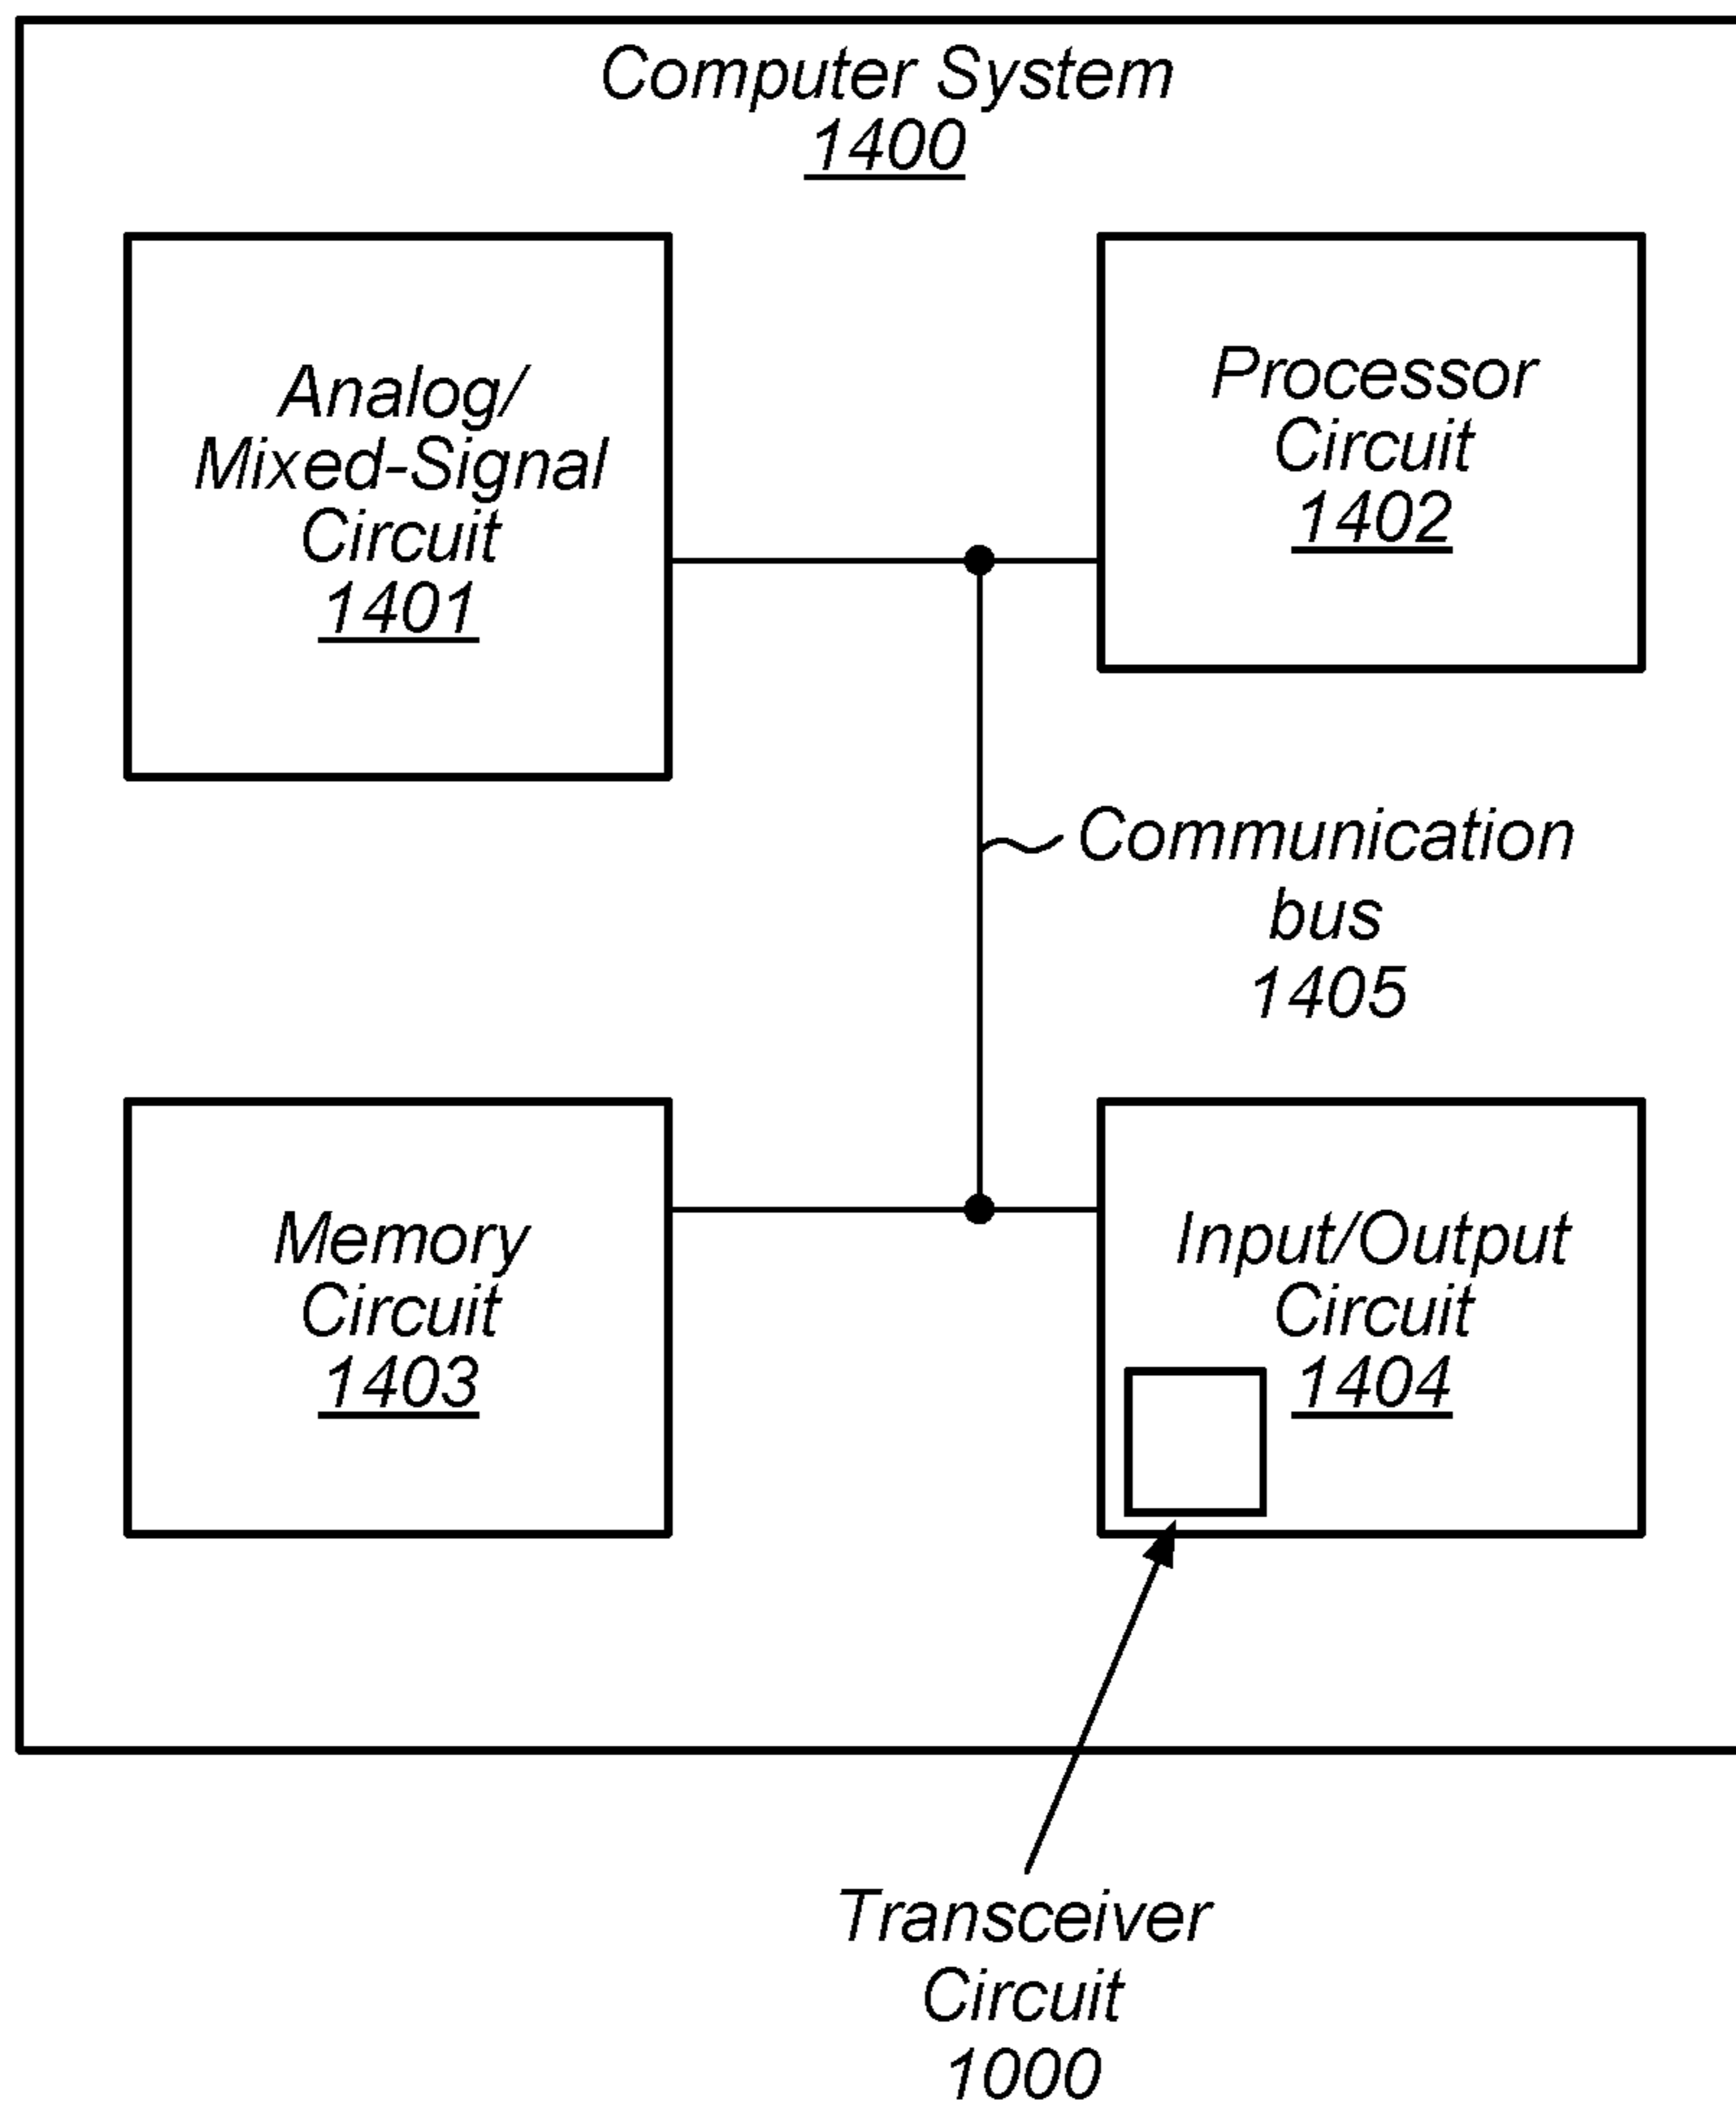 Computer System
1400
Analog/
Mixed-Signal
Circuit
1401
Processor
Circuit
1402
Communication
bus
1405
Memory
Circuit
1403
Input/Output
Circuit
1404
Transceiver
Circuit
1000